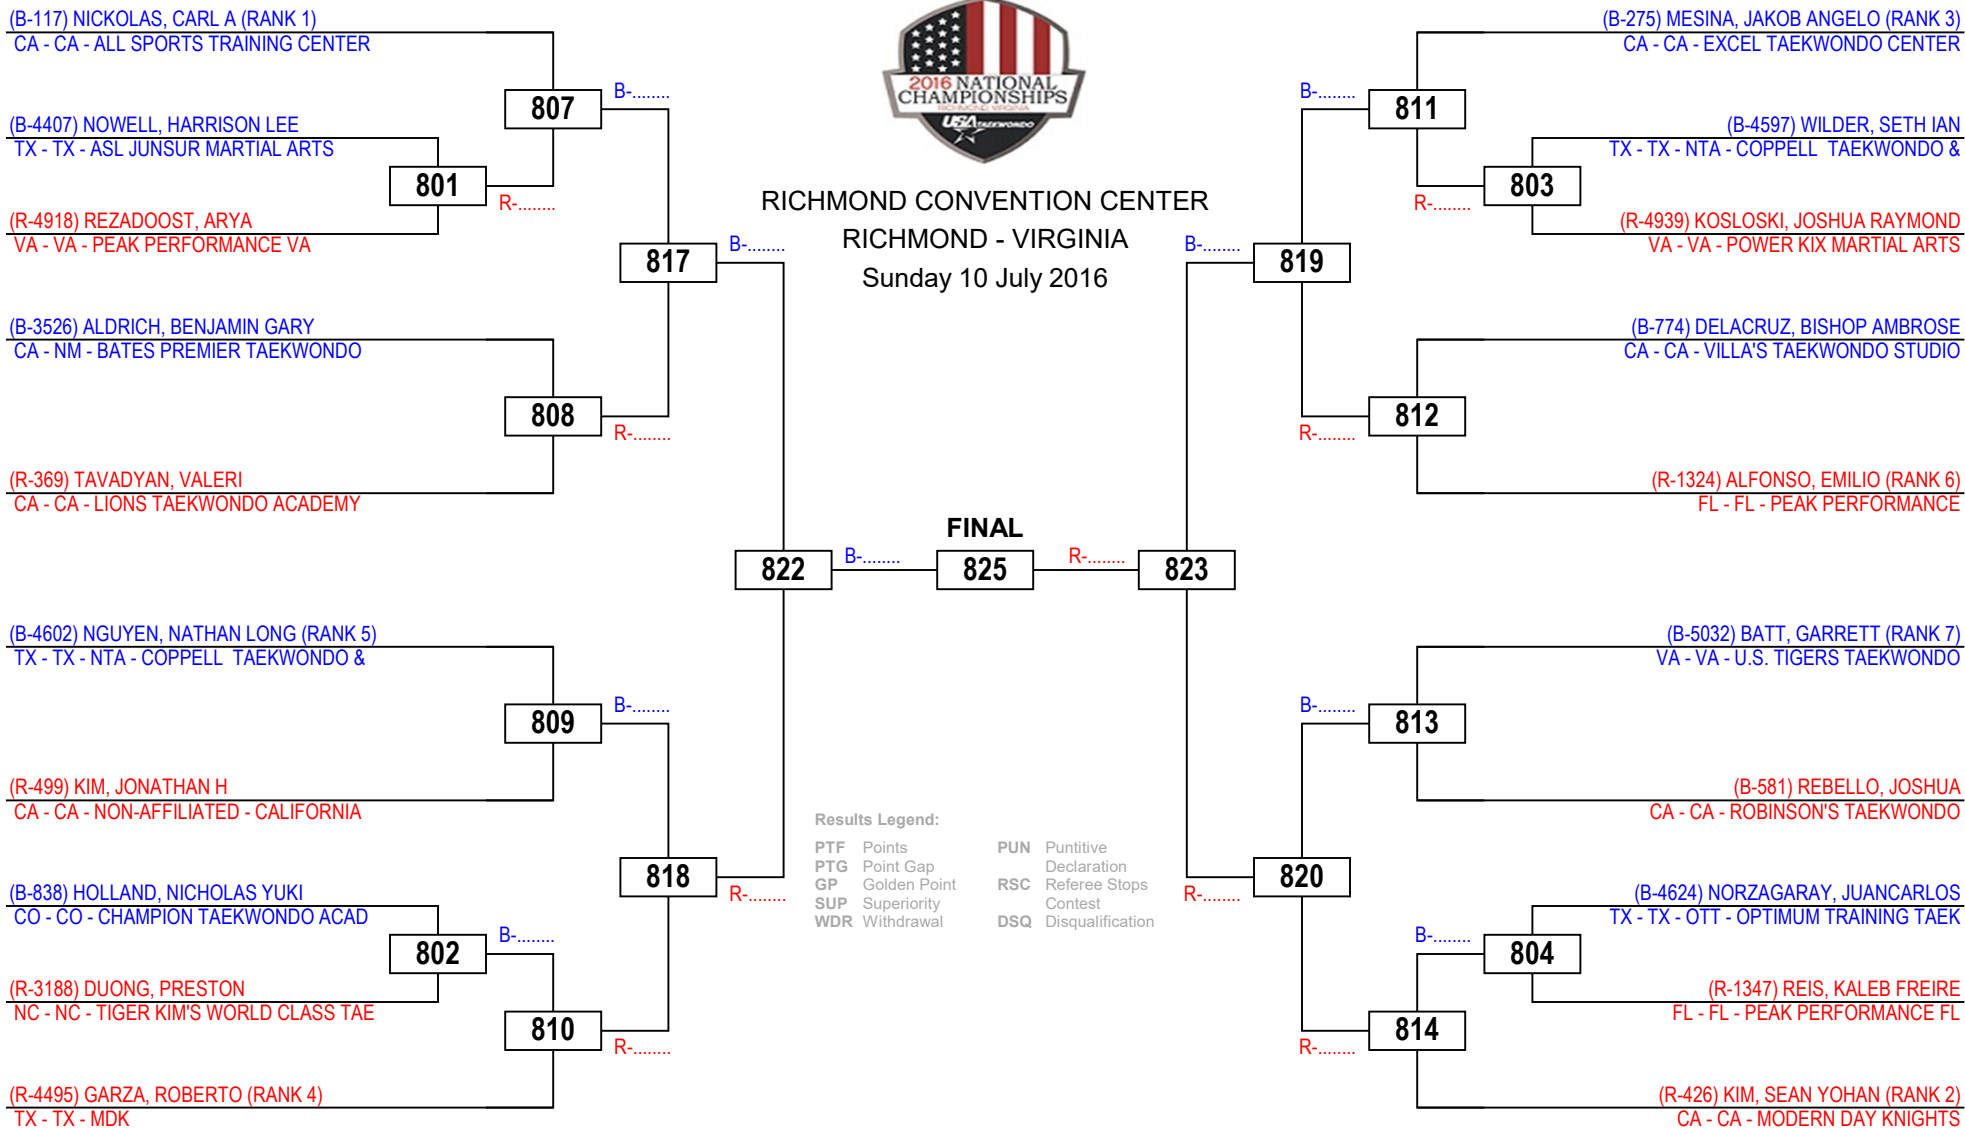 (B-117) NICKOLAS, CARL A (RANK 1)
CA - CA - ALL SPORTS TRAINING CENTER
(B-4407) NOWELL, HARRISON LEE
TX - TX - ASL JUNSUR MARTIAL ARTS
(R-4918) REZADOOST, ARYA
VA - VA - PEAK PERFORMANCE VA
(B-3526) ALDRICH, BENJAMIN GARY
CA - NM - BATES PREMIER TAEKWONDO
(R-369) TAVADYAN, VALERI
CA - CA - LIONS TAEKWONDO ACADEMY
(B-4602) NGUYEN, NATHAN LONG (RANK 5)
TX - TX - NTA - COPPELL  TAEKWONDO &
(R-499) KIM, JONATHAN H
CA - CA - NON-AFFILIATED - CALIFORNIA
(B-838) HOLLAND, NICHOLAS YUKI
CO - CO - CHAMPION TAEKWONDO ACAD
(R-3188) DUONG, PRESTON
NC - NC - TIGER KIM'S WORLD CLASS TAE
(R-4495) GARZA, ROBERTO (RANK 4)
TX - TX - MDK
801
R-........
802
B-........
807
B-........
808
R-........
809
B-........
810
R-........
817
B-........
818
R-........
822
B-........
2016 NATIONAL
CHAMPIONSHIPS
RICHMOND, VIRGINIA
USA TAEKWONDO
RICHMOND CONVENTION CENTER
RICHMOND - VIRGINIA
Sunday 10 July 2016
FINAL
825
R-........
823
Results Legend:
PTF Points
PTG Point Gap
GP Golden Point
SUP Superiority
WDR Withdrawal
PUN Puntitive
Declaration
RSC Referee Stops
Contest
DSQ Disqualification
B-........
819
R-........
820
B-........
811
R-........
812
B-........
813
R-........
814
R-........
803
B-........
804
(B-275) MESINA, JAKOB ANGELO (RANK 3)
CA - CA - EXCEL TAEKWONDO CENTER
(B-4597) WILDER, SETH IAN
TX - TX - NTA - COPPELL  TAEKWONDO &
(R-4939) KOSLOSKI, JOSHUA RAYMOND
VA - VA - POWER KIX MARTIAL ARTS
(B-774) DELACRUZ, BISHOP AMBROSE
CA - CA - VILLA'S TAEKWONDO STUDIO
(R-1324) ALFONSO, EMILIO (RANK 6)
FL - FL - PEAK PERFORMANCE
(B-5032) BATT, GARRETT (RANK 7)
VA - VA - U.S. TIGERS TAEKWONDO
(B-581) REBELLO, JOSHUA
CA - CA - ROBINSON'S TAEKWONDO
(B-4624) NORZAGARAY, JUANCARLOS
TX - TX - OTT - OPTIMUM TRAINING TAEK
(R-1347) REIS, KALEB FREIRE
FL - FL - PEAK PERFORMANCE FL
(R-426) KIM, SEAN YOHAN (RANK 2)
CA - CA - MODERN DAY KNIGHTS